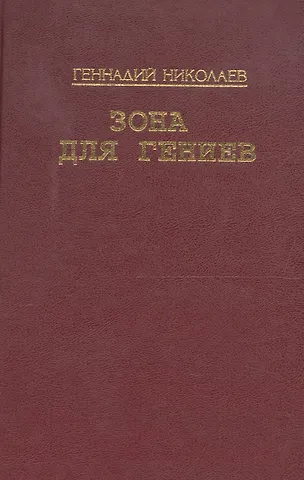 ГЕННАДИЙ НИКОЛАЕВ
ЗОНА
ДЛЯ ГЕНИЕВ